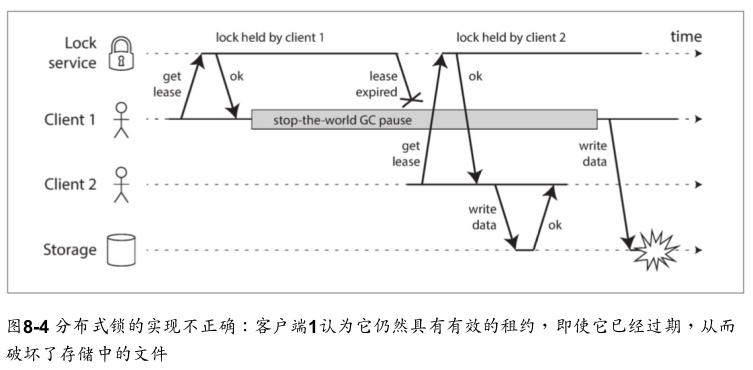 lock held by client 1
lock held by client 2
time
Lock
service
get
lease
ok
lease
expired
ok
Client 1
stop-the-world GC pause
get
lease
write
data
Client 2
write
data
ok
Storage
图8-4 分布式锁的实现不正确：客户端1认为它仍然具有有效的租约，即使它已经过期，从而
破坏了存储中的文件